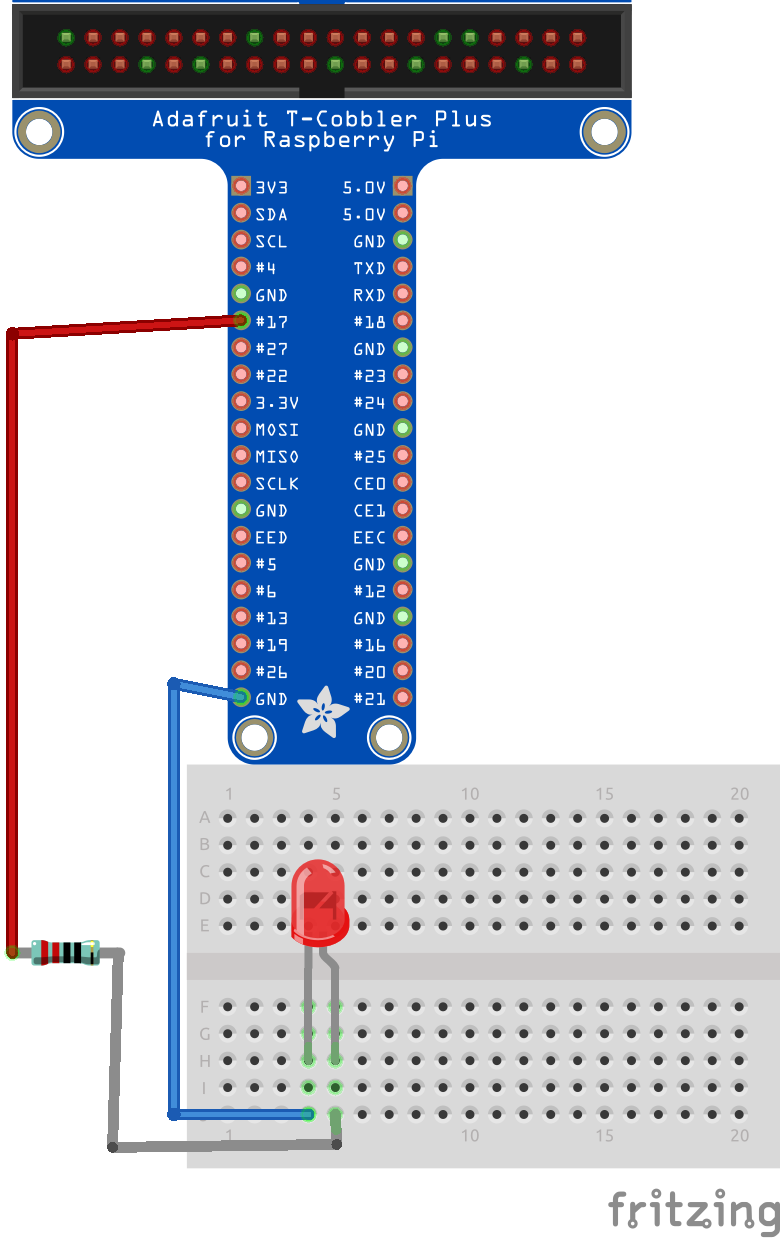 Adafruit T-Cobbler Plus
for Raspberry Pi
3V3 5.0V
SDA 5.0V
SCL GND
#4 TXD
GND RXD
#17 #18
#27 GND
#22 #23
3.3V #24
MOSI GND
MISO #25
SCLK CE0
GND CE1
EED EEC
#5 GND
#6 #12
#13 GND
#19 #16
#26 #20
GND #21
1 5 10 15 20
A
B
C
D
E
F
G
H
I
1 10 15 20
fritzing